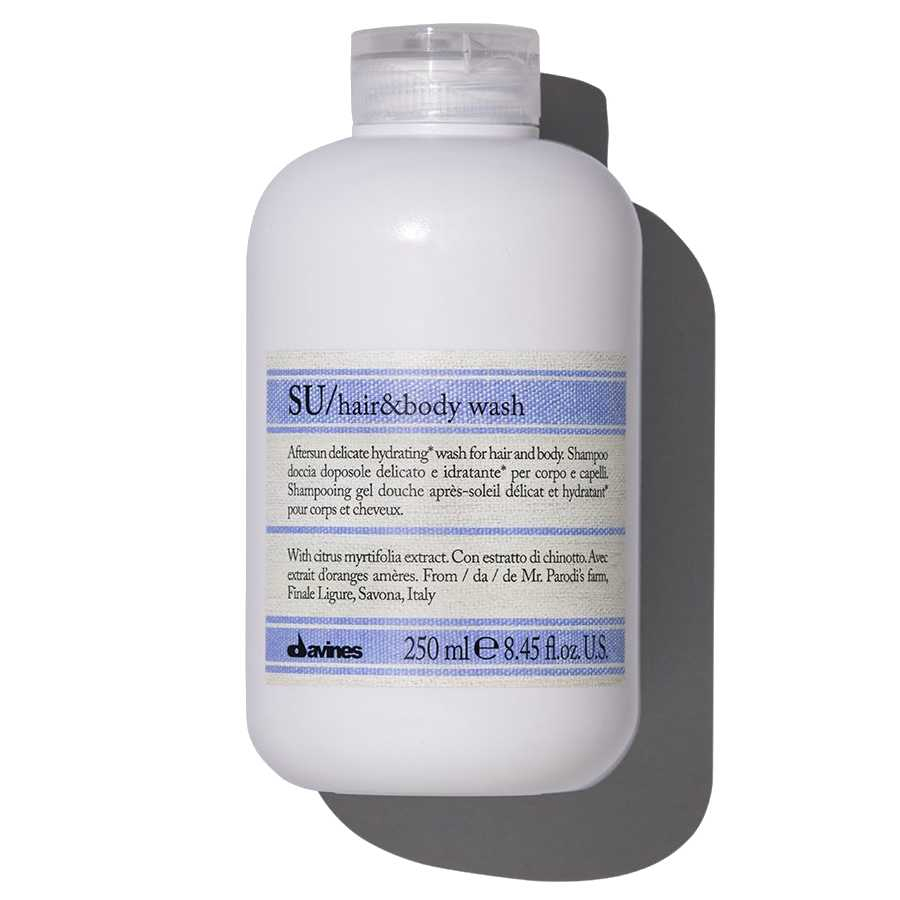 SU/hair&body wash
Aftersun delicate hydrating* wash for hair and body. Shampoo
doccia doposole delicato e idratante* per corpo e capelli.
Shampooing gel douche après-soleil délicat et hydratant*
pour corps et cheveux.
With citrus myrtifolia extract. Con estratto di chinotto. Avec
extrait d'oranges amères. From / da / de Mr. Parodi's farm,
Finale Ligure, Savona, Italy
davines 250 ml ℮ 8.45 fl.oz. U.S.